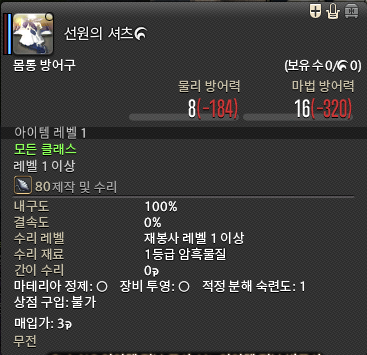 선원의 셔츠
몸통 방어구 (보유 수 0/ 0)
물리 방어력 마법 방어력
8(-184) 16(-320)
아이템 레벨 1
모든 클래스
레벨 1 이상
80제작 및 수리
내구도 100%
결속도 0%
수리 레벨 재봉사 레벨 1 이상
수리 재료 1등급 암흑물질
간이 수리 0
마테리아 정제: ○ 장비 투영: ○ 적정 분해 숙련도: 1
상점 구입: 불가
매입가: 3
무전